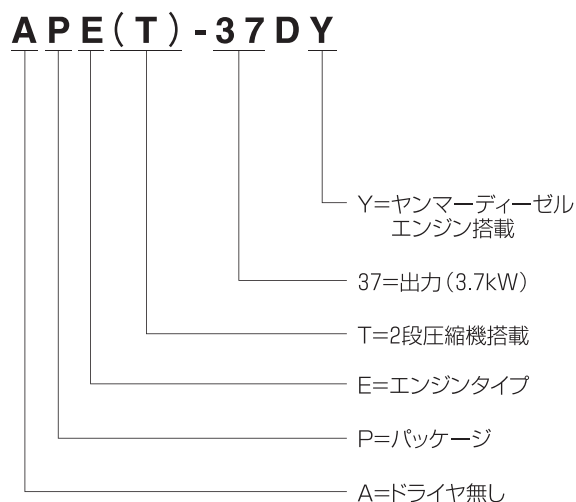 APE(T)-37DY
Y=ヤンマーディーゼル
エンジン搭載
37=出力(3.7kW)
T=2段圧縮機搭載
E=エンジンタイプ
P=パッケージ
A=ドライヤ無し